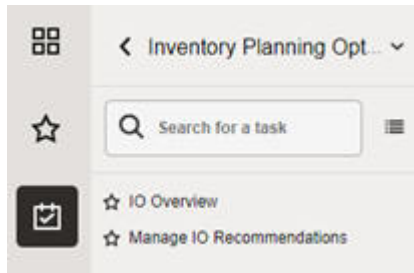 Inventory Planning Opt...
Search for a task
IO Overview
Manage IO Recommendations